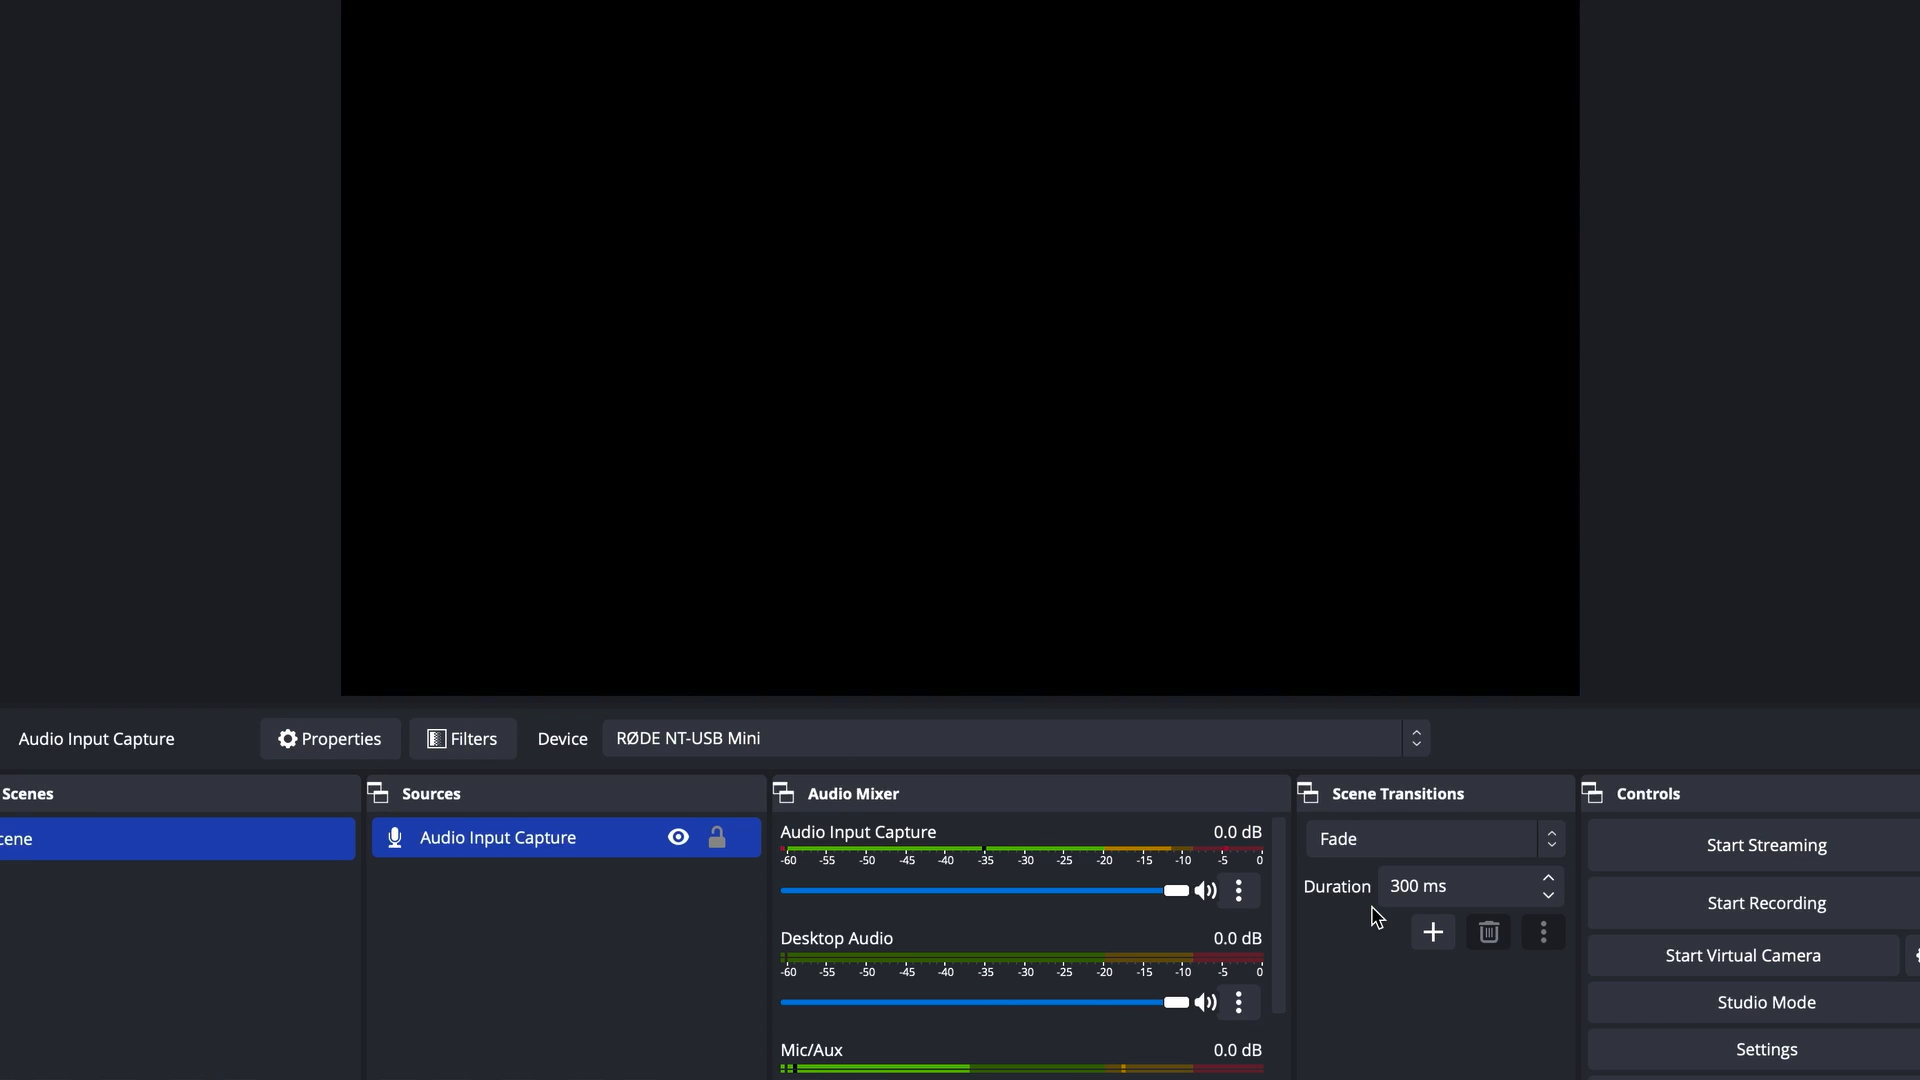 Audio Input Capture
Properties
Filters
Device
RØDE NT-USB Mini
Scenes
Sources
Audio Mixer
Scene Transitions
Controls
cene
Audio Input Capture
Audio Input Capture 0.0 dB
-60 -55 -50 -45 -40 -35 -30 -25 -20 -15 -10 -5 0
Desktop Audio 0.0 dB
-60 -55 -50 -45 -40 -35 -30 -25 -20 -15 -10 -5 0
Mic/Aux 0.0 dB
Fade
Duration 300 ms
Start Streaming
Start Recording
Start Virtual Camera
Studio Mode
Settings